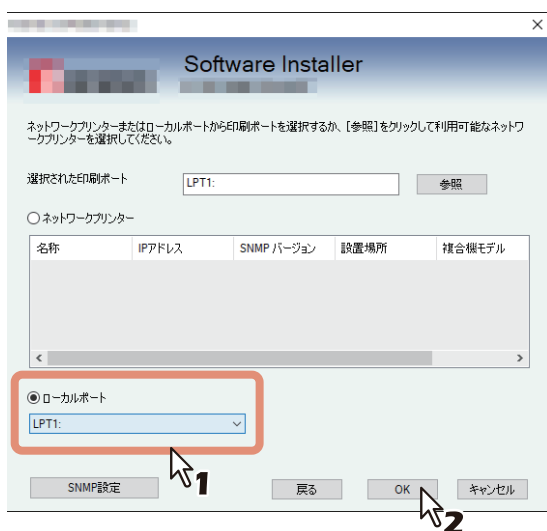 Software Installer
ネットワークプリンターまたはローカルポートから印刷ポートを選択するか、[参照]をクリックして利用可能なネットワ
ークプリンターを選択してください。
選択された印刷ポート
LPT1:
参照
ネットワークプリンター
名称 IPアドレス SNMP バージョン 設置場所 複合機モデル
ローカルポート
LPT1:
1
SNMP設定 戻る OK キャンセル
2